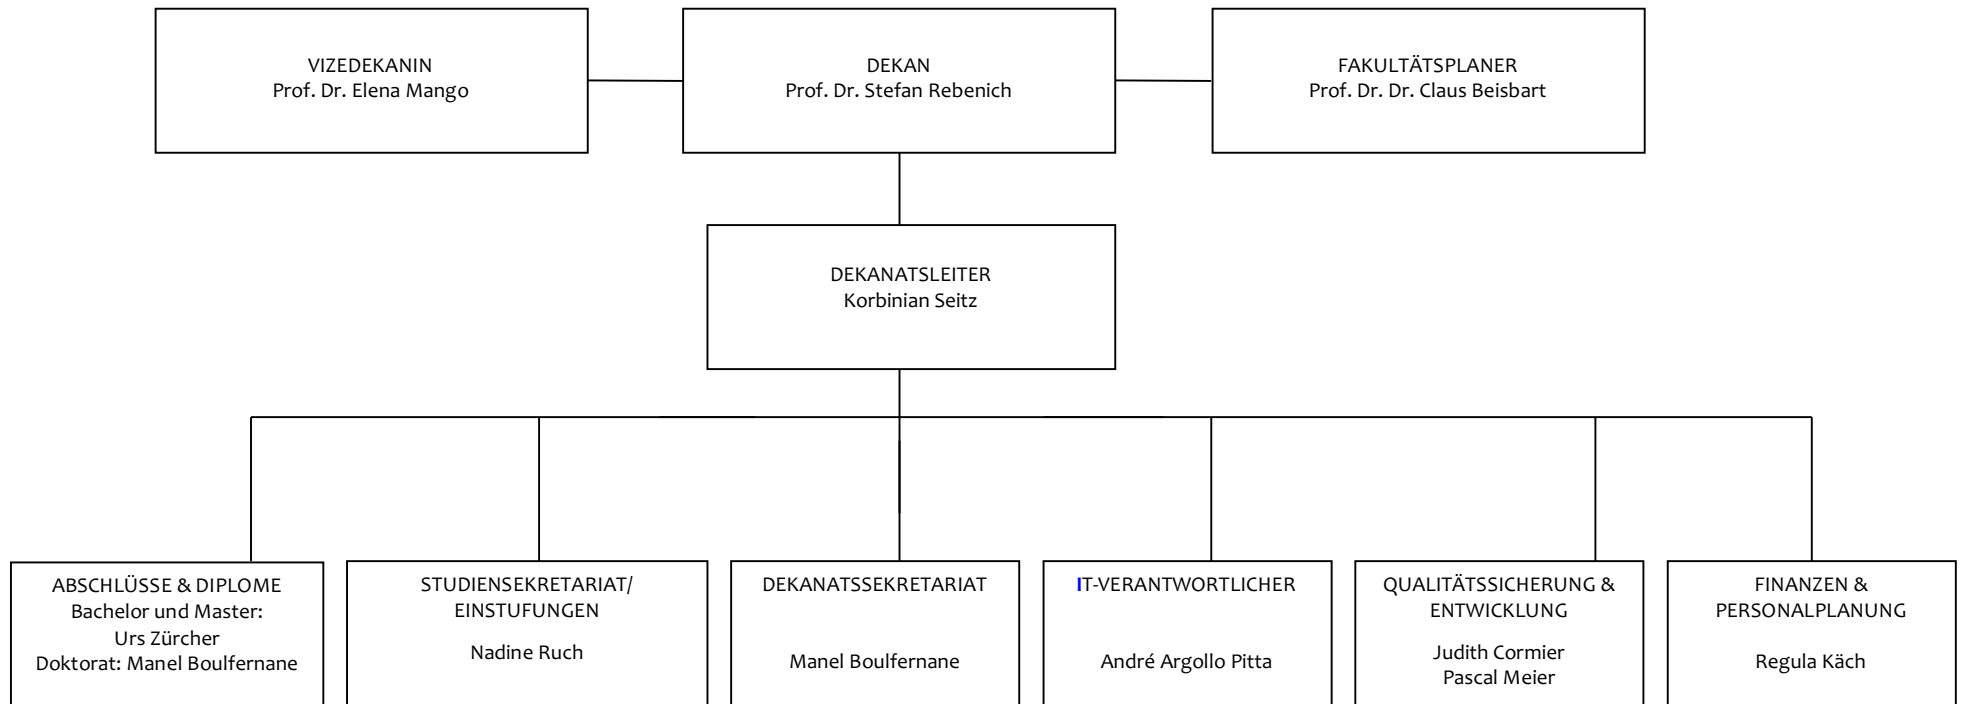 VIZEDEKANIN
Prof. Dr. Elena Mango
DEKAN
Prof. Dr. Stefan Rebenich
FAKULTÄTSPLANER
Prof. Dr. Dr. Claus Beisbart
DEKANATSLEITER
Korbinian Seitz
ABSCHLÜSSE & DIPLOME
Bachelor und Master:
Urs Zürcher
Doktorat: Manel Boulfernane
STUDIENSEKRETARIAT/
EINSTUFUNGEN
Nadine Ruch
DEKANATSSEKRETARIAT
Manel Boulfernane
IT-VERANTWORTLICHER
André Argollo Pitta
QUALITÄTSSICHERUNG &
ENTWICKLUNG
Judith Cormier
Pascal Meier
FINANZEN &
PERSONALPLANUNG
Regula Käch